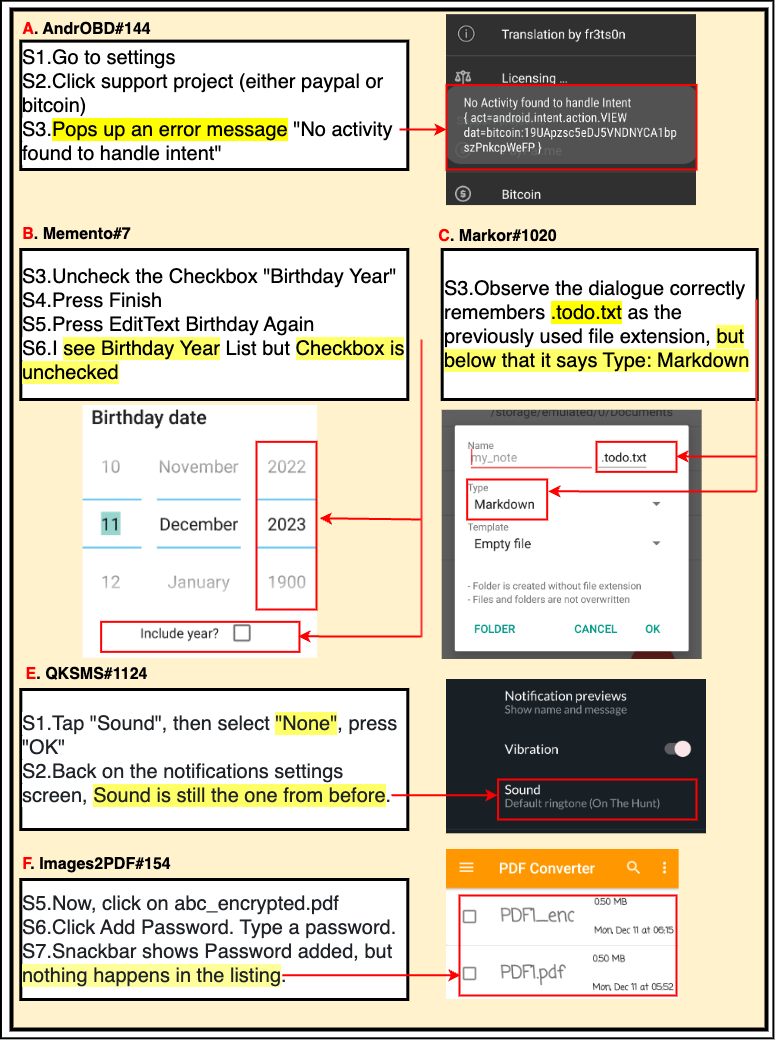 A. AndrOBD#144
S1.Go to settings
S2.Click support project (either paypal or
bitcoin)
S3.Pops up an error message "No activity
found to handle intent"
Translation by fr3ts0n
Licensing ...
No Activity found to handle Intent
{ act=android.intent.action.VIEW
dat=bitcoin:19UApzsc5eDJ5VNDNYCA1bp
szPnkcpWeFP }
Bitcoin
B. Memento#7
S3.Uncheck the Checkbox "Birthday Year"
S4.Press Finish
S5.Press EditText Birthday Again
S6.I see Birthday Year List but Checkbox is
unchecked
Birthday date
10 November 2022
11 December 2023
12 January 1900
Include year?
C. Markor#1020
S3.Observe the dialogue correctly
remembers .todo.txt as the
previously used file extension, but
below that it says Type: Markdown
/storage/emulated/0/Documents
Name
my_note .todo.txt
Type
Markdown
Template
Empty file
- Folder is created without file extension
- Files and folders are not overwritten
FOLDER CANCEL OK
E. QKSMS#1124
S1.Tap "Sound", then select "None", press
"OK"
S2.Back on the notifications settings
screen, Sound is still the one from before.
Notification previews
Show name and message
Vibration
Sound
Default ringtone (On The Hunt)
F. Images2PDF#154
S5.Now, click on abc_encrypted.pdf
S6.Click Add Password. Type a password.
S7.Snackbar shows Password added, but
nothing happens in the listing.
PDF Converter
PDF1_enc
0.50 MB
Mon, Dec 11 at 06:15
PDF1.pdf
0.50 MB
Mon, Dec 11 at 05:52